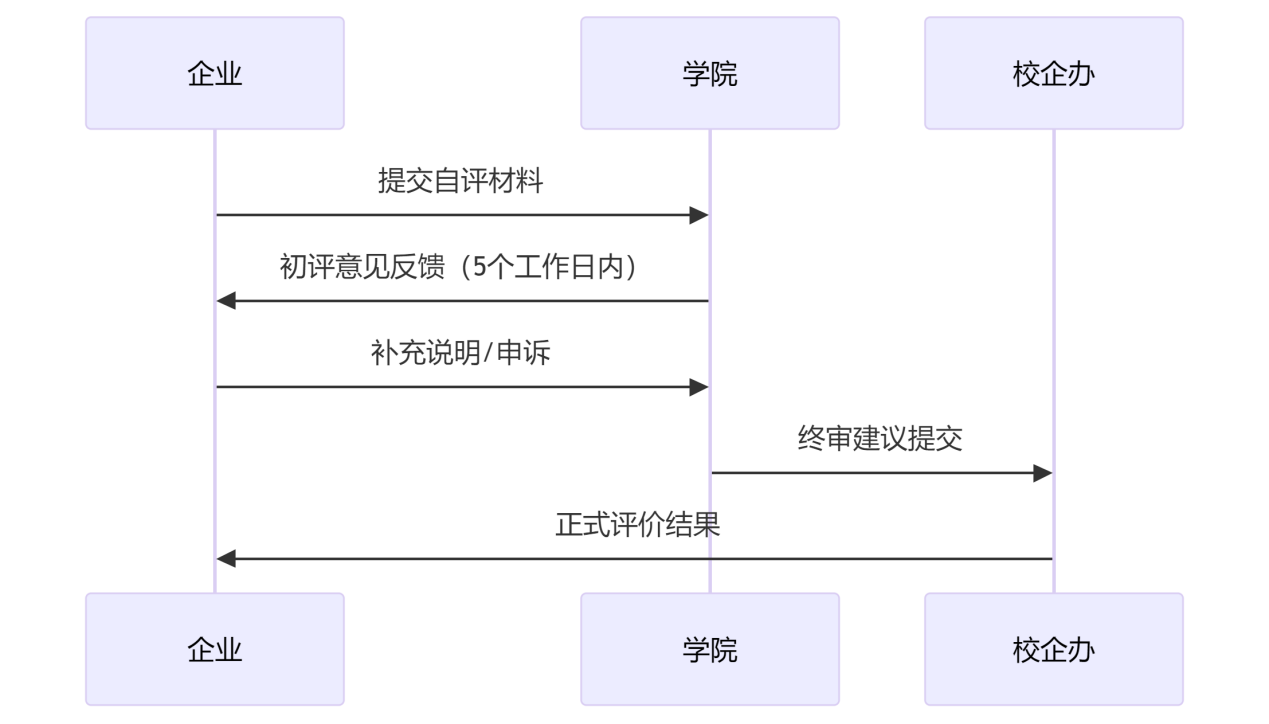 企业
学院
校企办
提交自评材料
初评意见反馈（5个工作日内）
补充说明/申诉
终审建议提交
正式评价结果
企业
学院
校企办